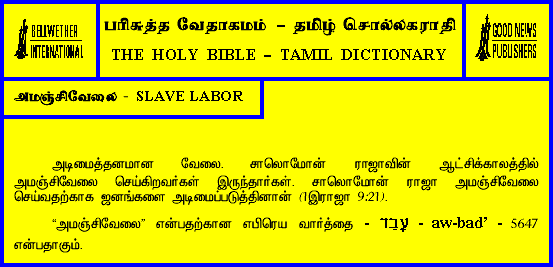 BELLWETHER
INTERNATIONAL
பரிசுத்த வேதாகமம் – தமிழ் சொல்லகராதி
THE HOLY BIBLE – TAMIL DICTIONARY
GOOD NEWS
PUBLISHERS
அமஞ்சிவேலை - SLAVE LABOR
அடிமைத்தனமான வேலை. சாலொமோன் ராஜாவின் ஆட்சிக்காலத்தில்
அமஞ்சிவேலை செய்கிறவர்கள் இருந்தார்கள். சாலொமோன் ராஜா அமஞ்சிவேலை
செய்வதற்காக ஜனங்களை அடிமைப்படுத்தினான் (1இராஜா 9:21).
“அமஞ்சிவேலை” என்பதற்கான எபிரெய வார்த்தை - עָבַד - aw-bad’ - 5647
என்பதாகும்.